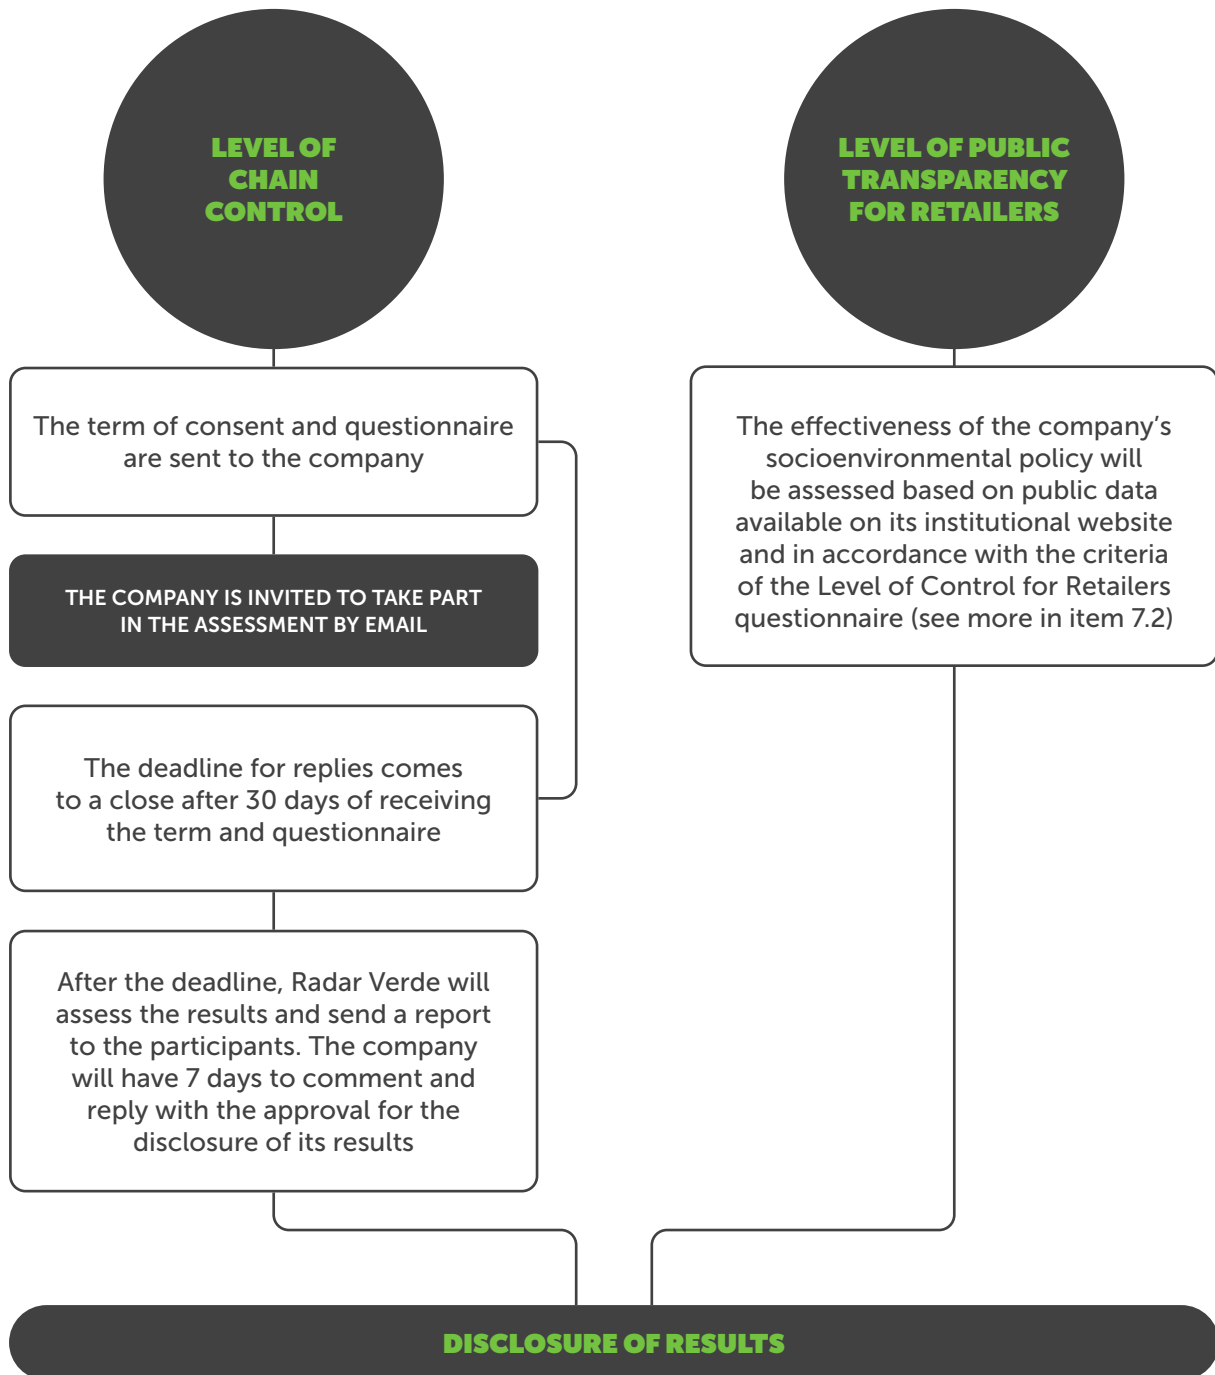 LEVEL OF
CHAIN
CONTROL
The term of consent and questionnaire
are sent to the company
THE COMPANY IS INVITED TO TAKE PART
IN THE ASSESSMENT BY EMAIL
The deadline for replies comes
to a close after 30 days of receiving
the term and questionnaire
After the deadline, Radar Verde will
assess the results and send a report
to the participants. The company
will have 7 days to comment and
reply with the approval for the
disclosure of its results
LEVEL OF PUBLIC
TRANSPARENCY
FOR RETAILERS
The effectiveness of the company’s
socioenvironmental policy will
be assessed based on public data
available on its institutional website
and in accordance with the criteria
of the Level of Control for Retailers
questionnaire (see more in item 7.2)
DISCLOSURE OF RESULTS